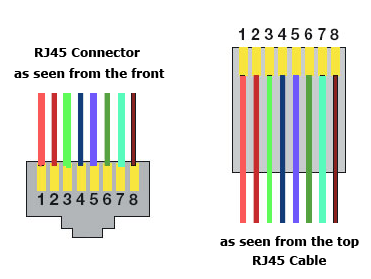 RJ45 Connector
as seen from the front
1 2 3 4 5 6 7 8
1 2 3 4 5 6 7 8
as seen from the top
RJ45 Cable